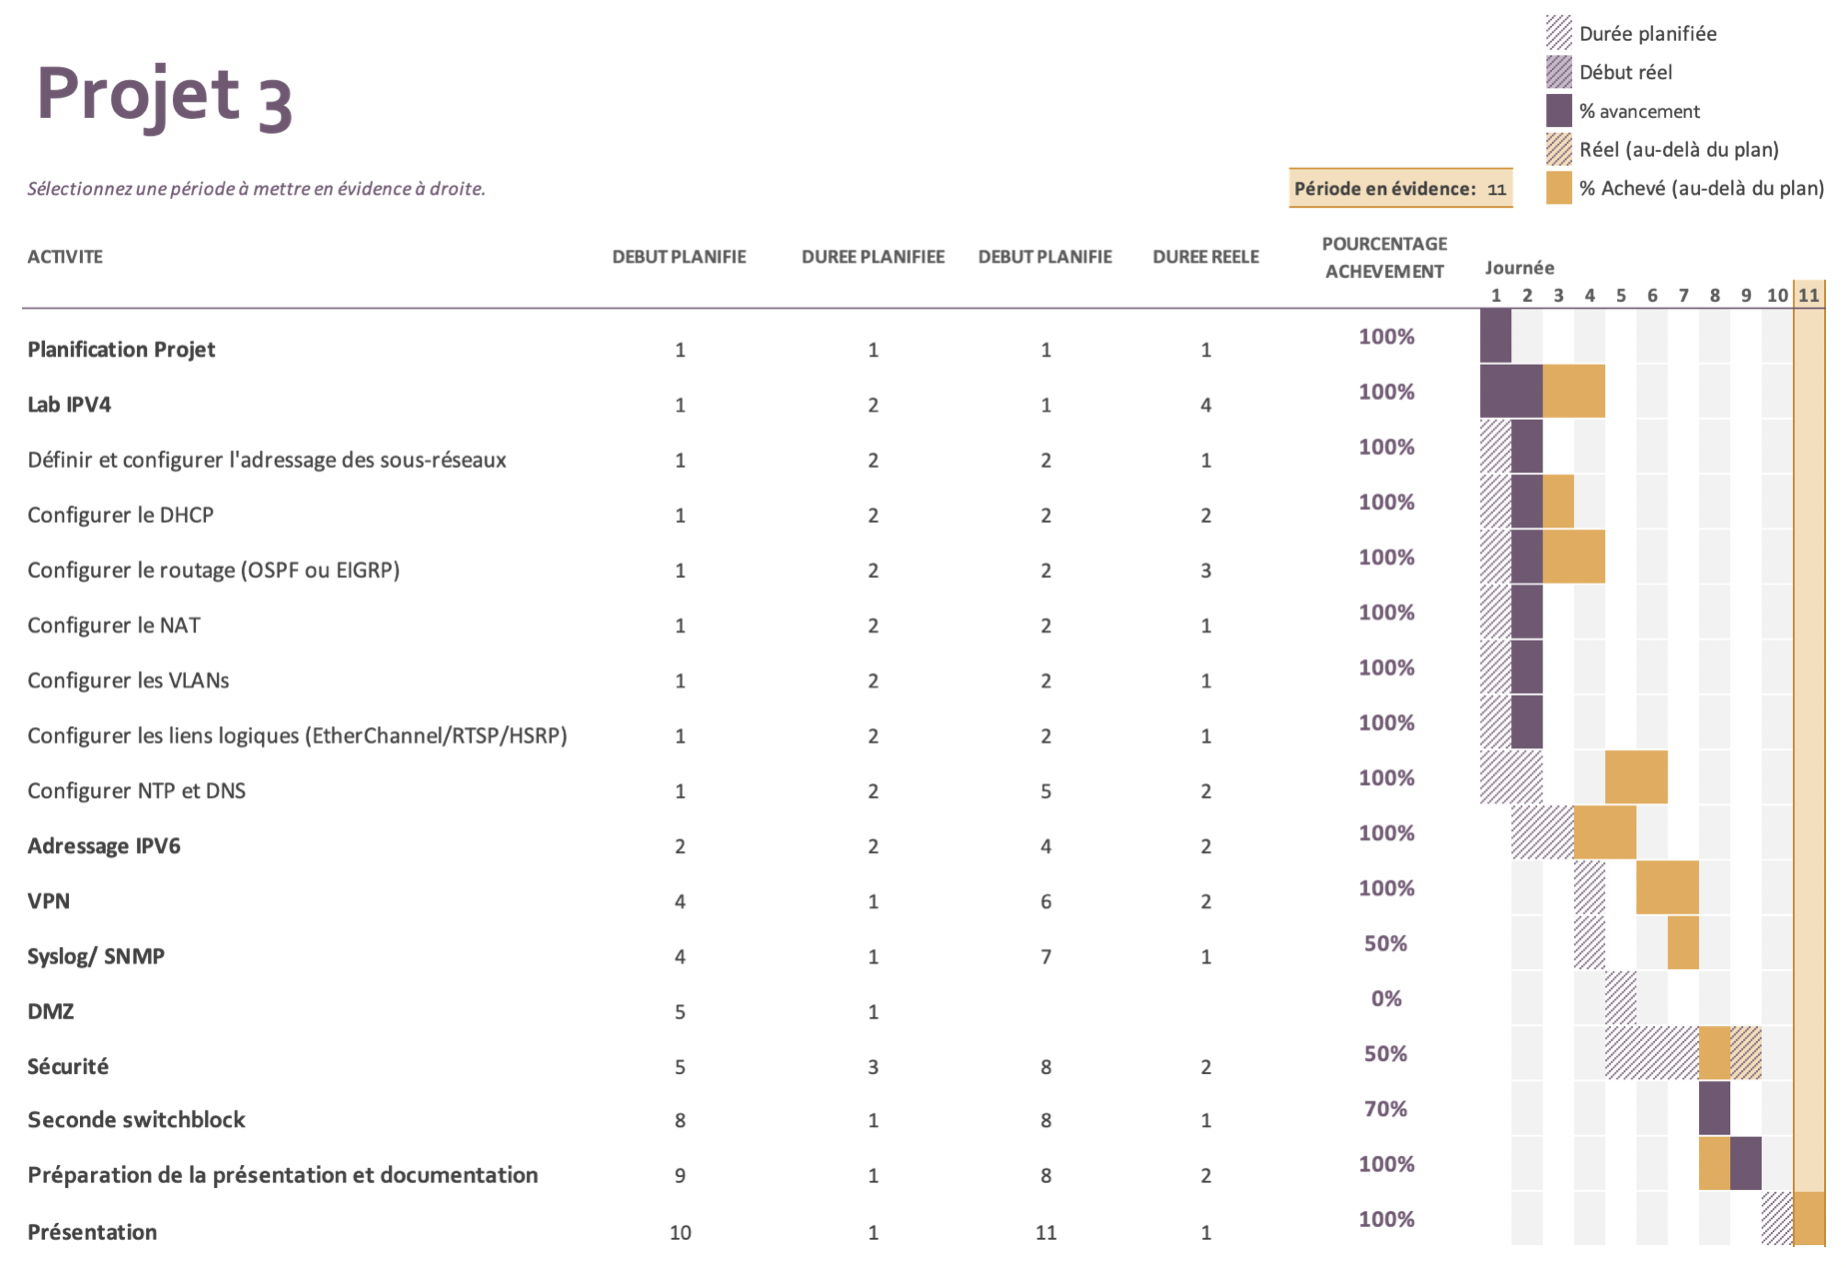 Durée planifiée
Début réel
% avancement
Réel (au-delà du plan)
% Achevé (au-delà du plan)
Projet 3
Sélectionnez une période à mettre en évidence à droite.
Période en évidence: 11
ACTIVITE DEBUT PLANIFIE DUREE PLANIFIEE DEBUT PLANIFIE DUREE REELE POURCENTAGE ACHEVEMENT Journée
1 2 3 4 5 6 7 8 9 10 11
Planification Projet 1 1 1 1 100%
Lab IPV4 1 2 1 4 100%
Définir et configurer l'adressage des sous-réseaux 1 2 2 1 100%
Configurer le DHCP 1 2 2 2 100%
Configurer le routage (OSPF ou EIGRP) 1 2 2 3 100%
Configurer le NAT 1 2 2 1 100%
Configurer les VLANs 1 2 2 1 100%
Configurer les liens logiques (EtherChannel/RTSP/HSRP) 1 2 2 1 100%
Configurer NTP et DNS 1 2 5 2 100%
Adressage IPV6 2 2 4 2 100%
VPN 4 1 6 2 100%
Syslog/ SNMP 4 1 7 1 50%
DMZ 5 1 0%
Sécurité 5 3 8 2 50%
Seconde switchblock 8 1 8 1 70%
Préparation de la présentation et documentation 9 1 8 2 100%
Présentation 10 1 11 1 100%